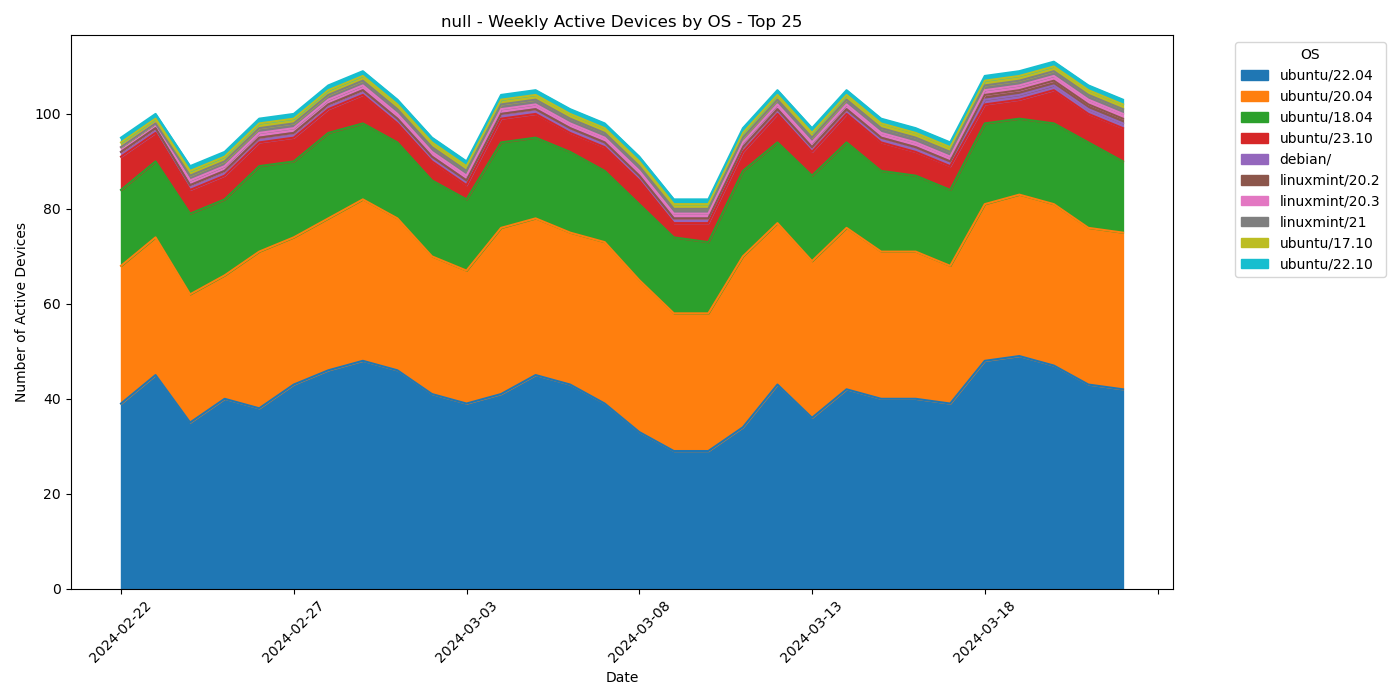 null - Weekly Active Devices by OS - Top 25
Number of Active Devices
100
80
60
40
20
0
2024-02-22
2024-02-27
2024-03-03
2024-03-08
2024-03-13
2024-03-18
Date
OS
ubuntu/22.04
ubuntu/20.04
ubuntu/18.04
ubuntu/23.10
debian/
linuxmint/20.2
linuxmint/20.3
linuxmint/21
ubuntu/17.10
ubuntu/22.10